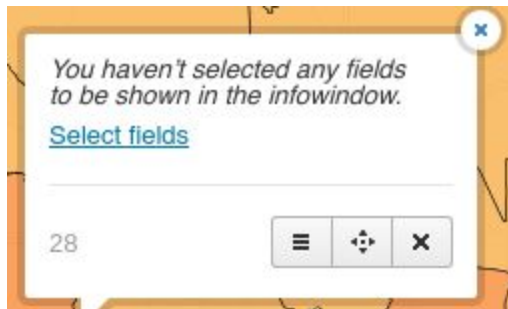 You haven't selected any fields
to be shown in the infowindow.
Select fields
28